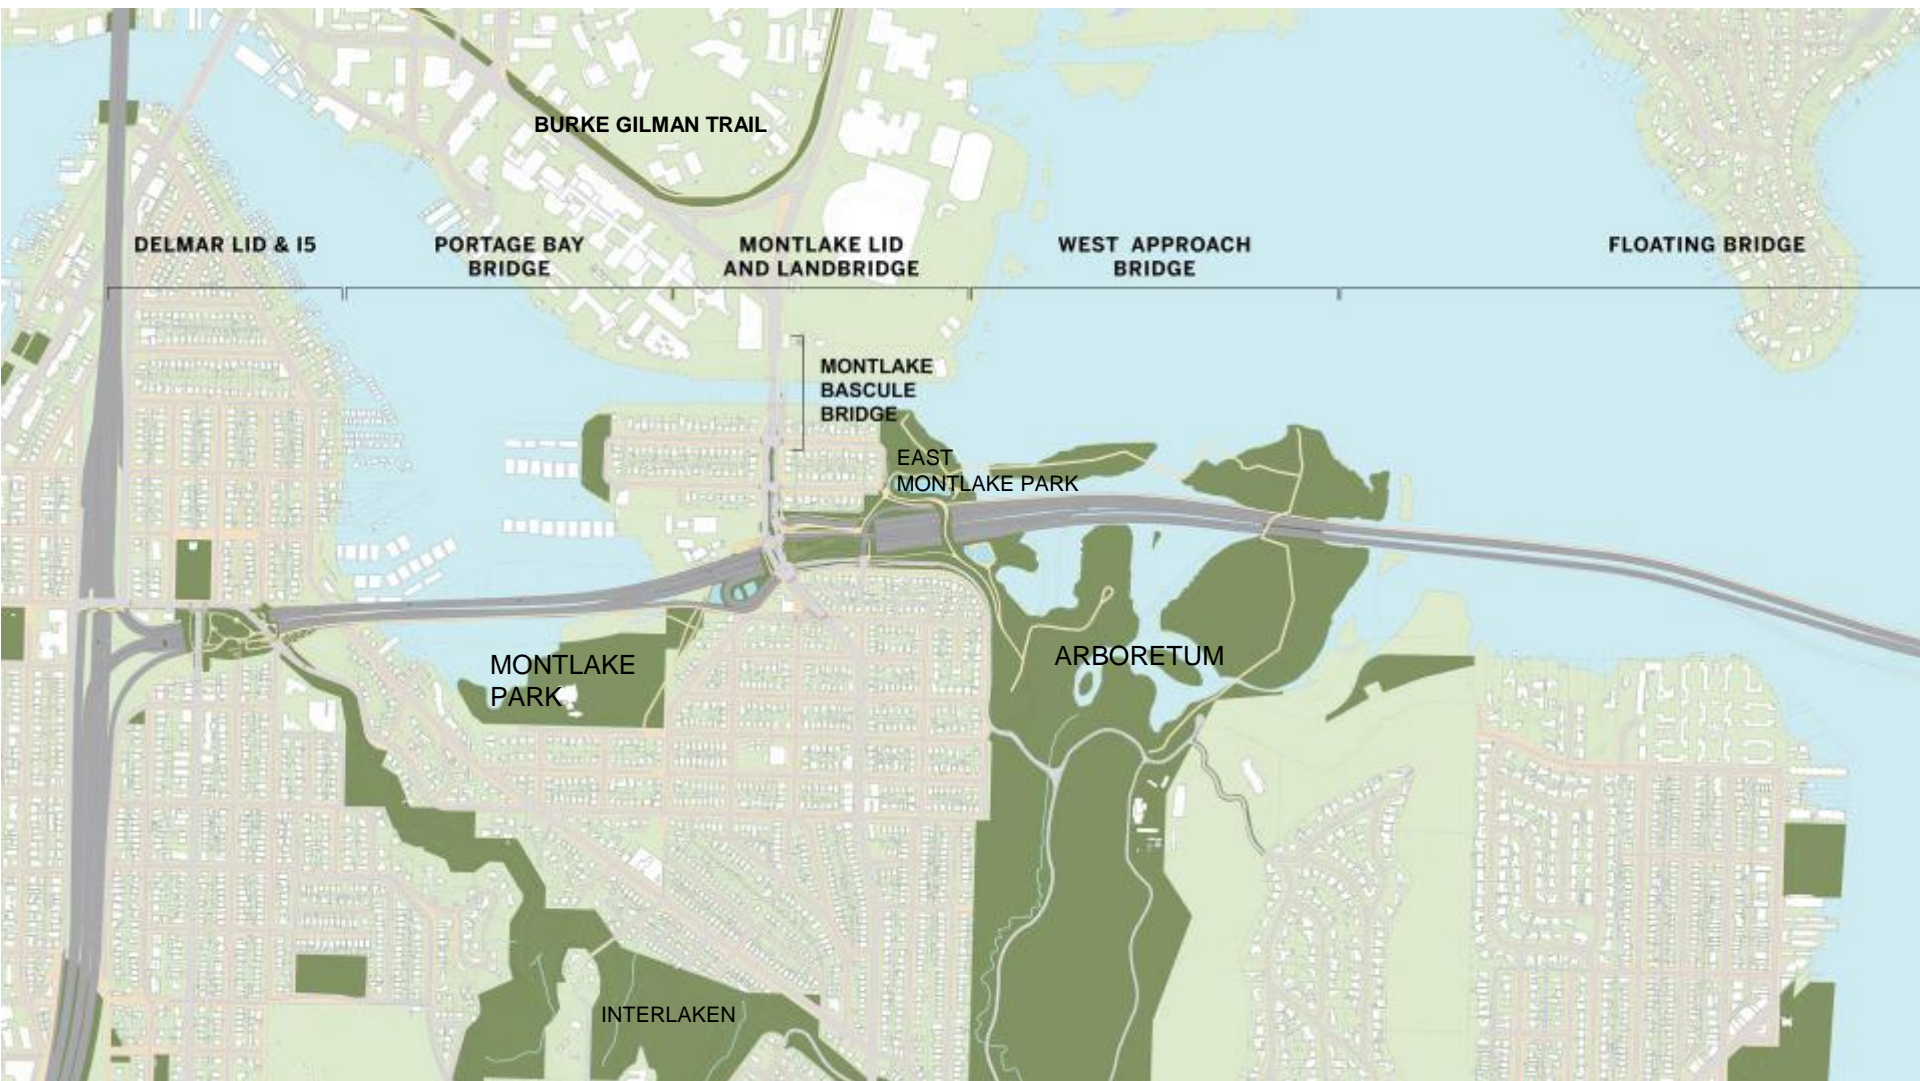 BURKE GILMAN TRAIL
DELMAR LID & I5
PORTAGE BAY
BRIDGE
MONTLAKE LID
AND LANDBRIDGE
WEST APPROACH
BRIDGE
FLOATING BRIDGE
MONTLAKE
BASCULE
BRIDGE
EAST
MONTLAKE PARK
MONTLAKE
PARK
ARBORETUM
INTERLAKEN